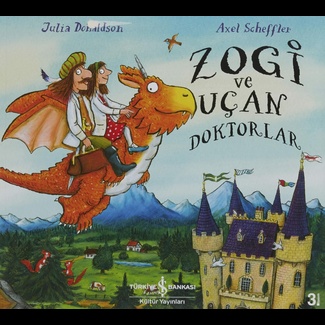 Julia Donaldson Axel Scheffler
ZOGİ
ve
UÇAN
DOKTORLAR
TÜRKİYE İŞ BANKASI
Kültür Yayınları
3